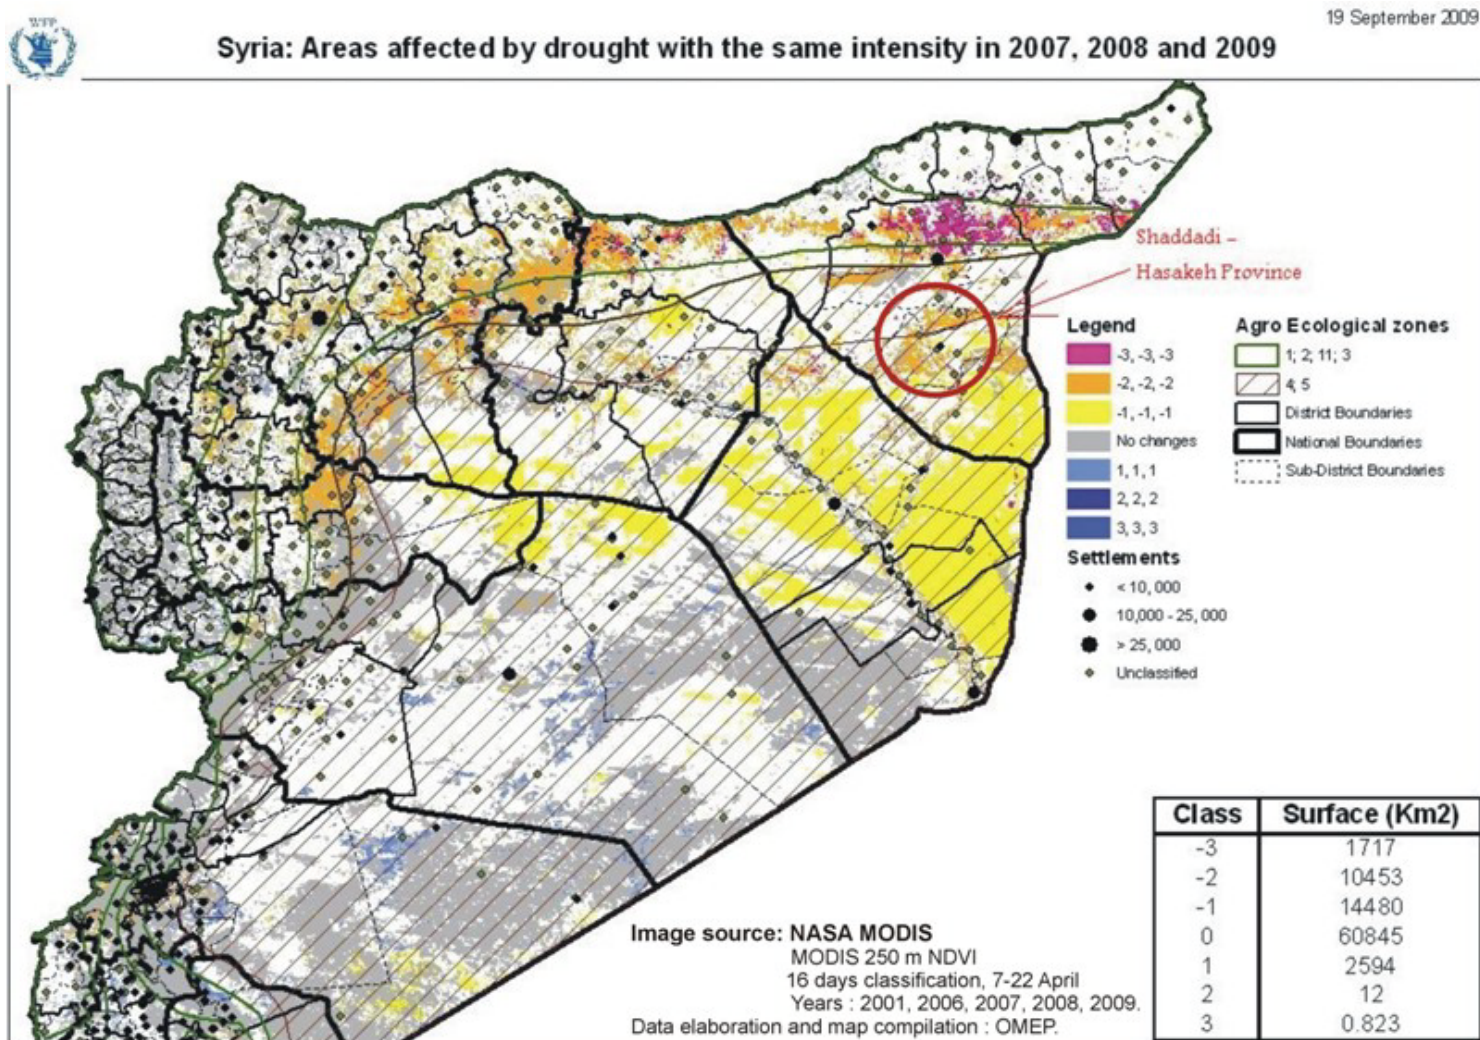 19 September 2009
WFP
Syria: Areas affected by drought with the same intensity in 2007, 2008 and 2009
Shaddadi –
Hasakeh Province
Legend
-3, -3, -3
-2, -2, -2
-1, -1, -1
No changes
1, 1, 1
2, 2, 2
3, 3, 3
Agro Ecological zones
1; 2; 11; 3
4; 5
District Boundaries
National Boundaries
Sub-District Boundaries
Settlements
< 10, 000
10,000 - 25, 000
> 25, 000
Unclassified
Class Surface (Km2)
-3 1717
-2 10453
-1 14480
0 60845
1 2594
2 12
3 0.823
Image source: NASA MODIS
MODIS 250 m NDVI
16 days classification, 7-22 April
Years : 2001, 2006, 2007, 2008, 2009.
Data elaboration and map compilation : OMEP.